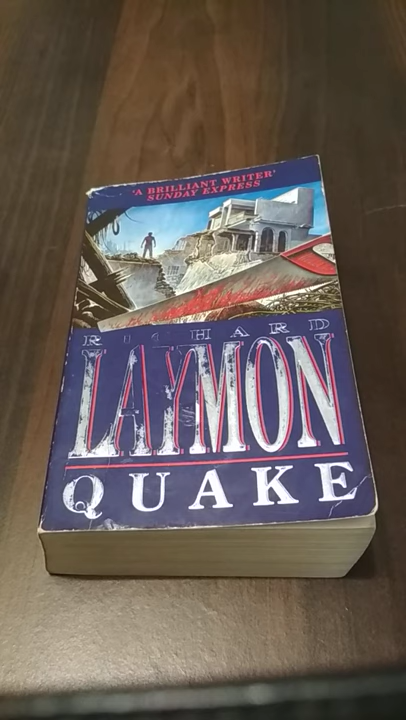 'A BRILLIANT WRITER'
SUNDAY EXPRESS
RICHARD
LAYMON
QUAKE